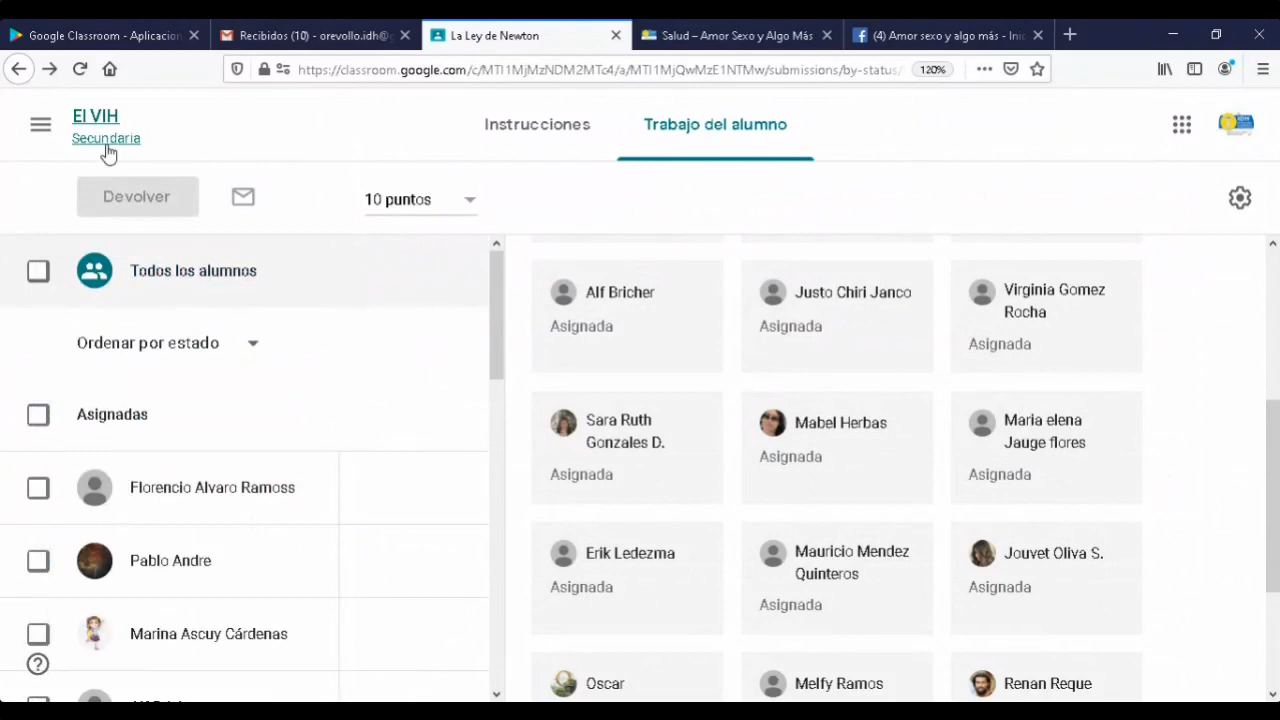 Google Classroom - Aplicacion
Recibidos (10) - orevollo.idh@g
La Ley de Newton
Salud – Amor Sexo y Algo Más
(4) Amor sexo y algo más - Inic
https://classroom.google.com/c/MTI1MjMzNDM2MTc4/a/MTI1MjQwMzE1NTMw/submissions/by-status/
120%
El VIH
Secundaria
Instrucciones
Trabajo del alumno
Devolver
10 puntos
Todos los alumnos
Ordenar por estado
Asignadas
Florencio Alvaro Ramoss
Pablo Andre
Marina Ascuy Cárdenas
Alf Bricher
Asignada
Justo Chiri Janco
Asignada
Virginia Gomez
Rocha
Asignada
Sara Ruth
Gonzales D.
Asignada
Mabel Herbas
Asignada
Maria elena
Jauge flores
Asignada
Erik Ledezma
Asignada
Mauricio Mendez
Quinteros
Asignada
Jouvet Oliva S.
Asignada
Oscar
Melfy Ramos
Renan Reque